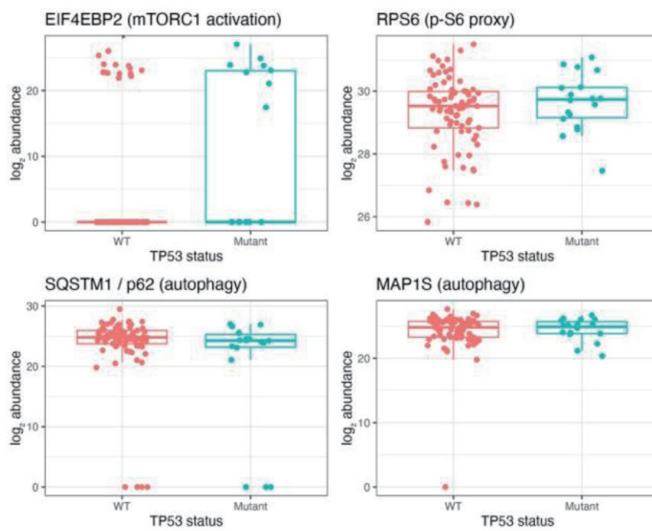 EIF4EBP2 (mTORC1 activation)
log₂ abundance
20
10
0
WT
Mutant
TP53 status
RPS6 (p-S6 proxy)
log₂ abundance
30
28
26
WT
Mutant
TP53 status
SQSTM1 / p62 (autophagy)
log₂ abundance
30
20
10
0
WT
Mutant
TP53 status
MAP1S (autophagy)
log₂ abundance
20
10
0
WT
Mutant
TP53 status